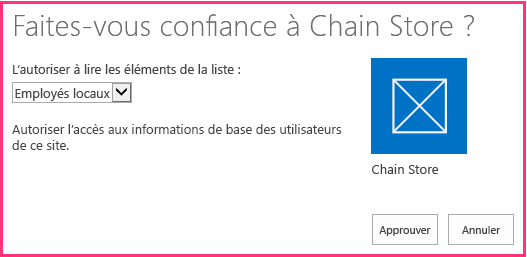 Faites-vous confiance à Chain Store ?
L’autoriser à lire les éléments de la liste :
Employés locaux
Autoriser l’accès aux informations de base des utilisateurs
de ce site.
Chain Store
Approuver
Annuler